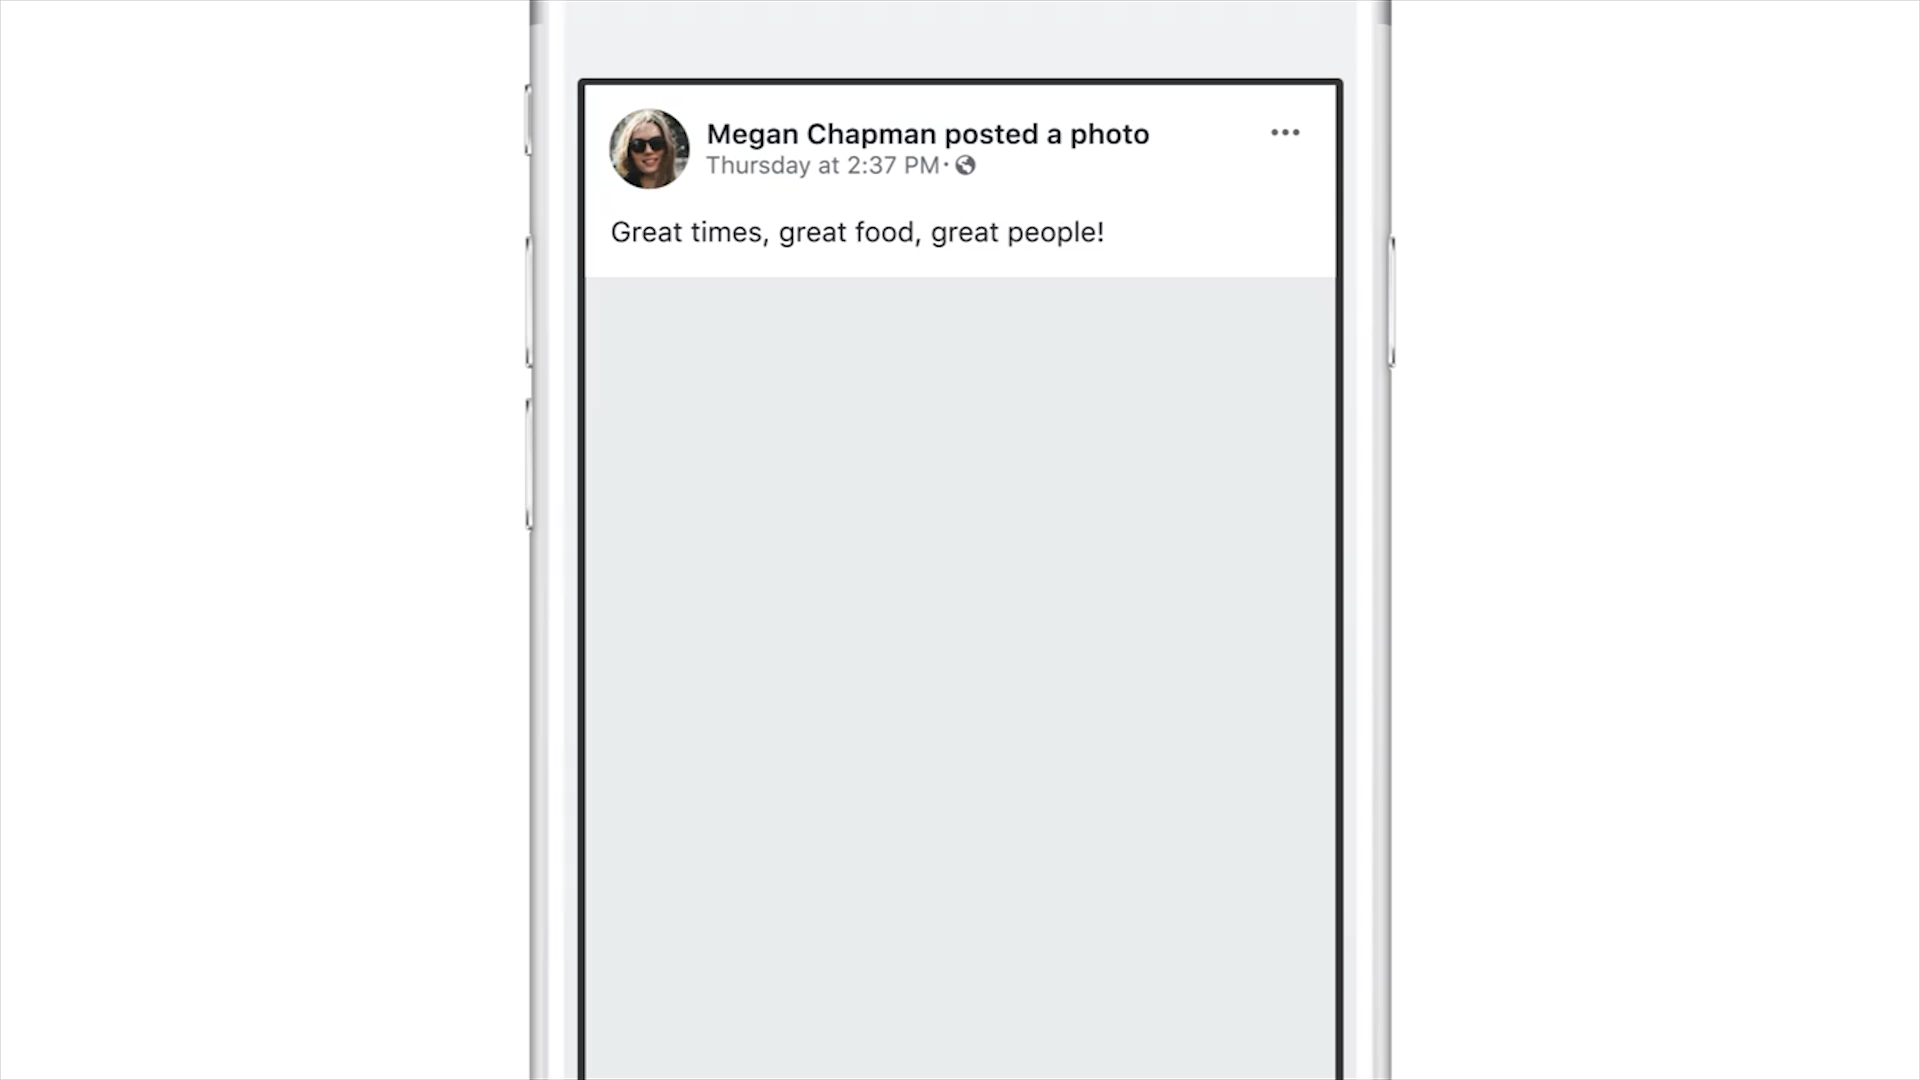 Megan Chapman posted a photo
Thursday at 2:37 PM·
Great times, great food, great people!